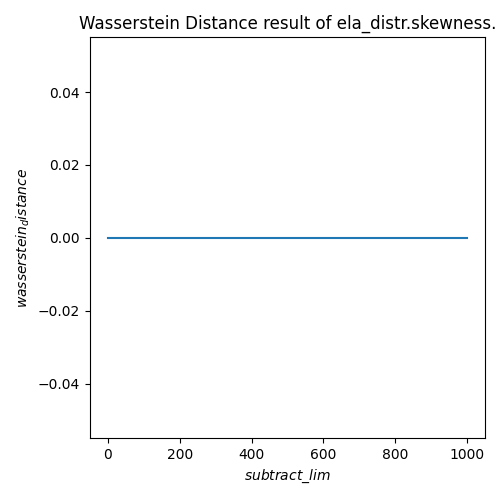 Wasserstein Distance result of ela_distr.skewness.
0.04
0.02
0.00
−0.02
−0.04
wasserstein_distance
0 200 400 600 800 1000
subtract_lim